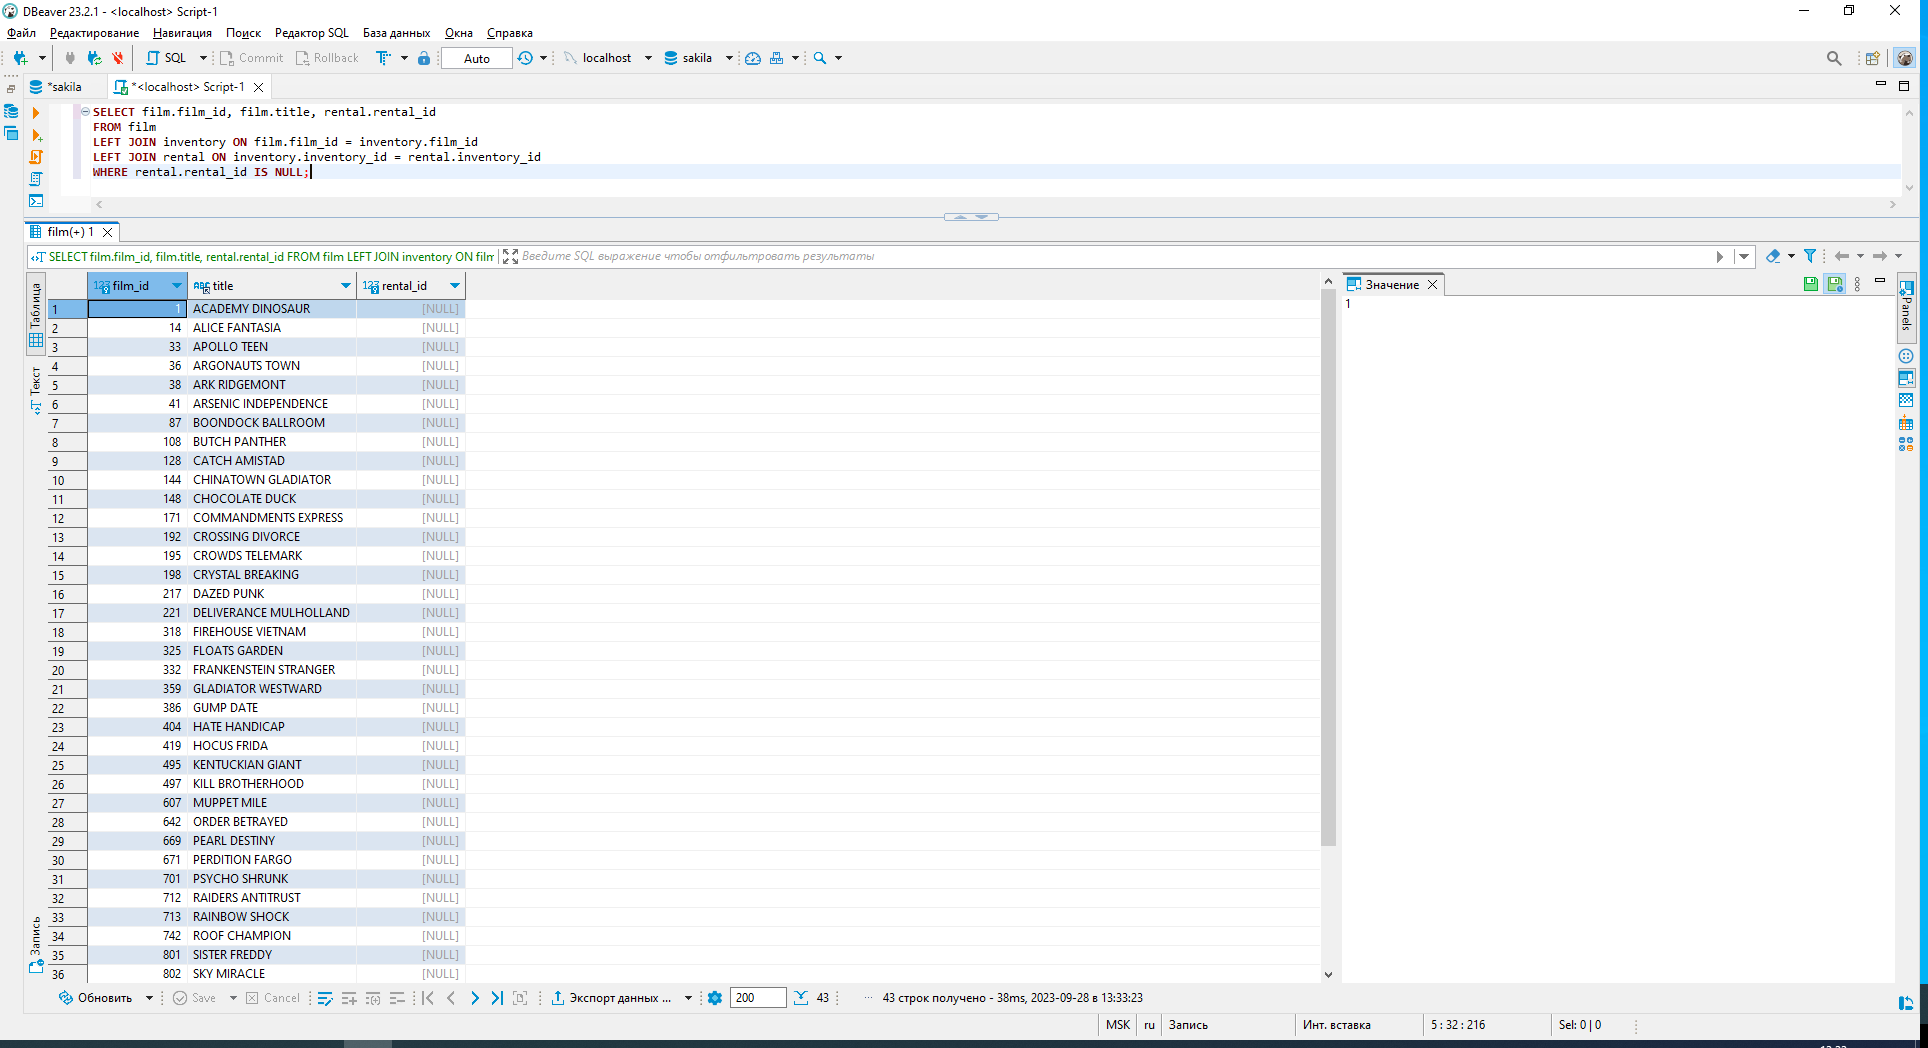 DBeaver 23.2.1 - <localhost> Script-1
Файл Редактирование Навигация Поиск Редактор SQL База данных Окна Справка
SQL Commit Rollback Auto localhost sakila
*sakila *<localhost> Script-1
SELECT film.film_id, film.title, rental.rental_id
FROM film
LEFT JOIN inventory ON film.film_id = inventory.film_id
LEFT JOIN rental ON inventory.inventory_id = rental.inventory_id
WHERE rental.rental_id IS NULL;
film(+) 1
SELECT film.film_id, film.title, rental.rental_id FROM film LEFT JOIN inventory ON film Введите SQL выражение чтобы отфильтровать результаты
Таблица
Текст
Запись
film_id title rental_id
1 1 ACADEMY DINOSAUR [NULL]
2 14 ALICE FANTASIA [NULL]
3 33 APOLLO TEEN [NULL]
4 36 ARGONAUTS TOWN [NULL]
5 38 ARK RIDGEMONT [NULL]
6 41 ARSENIC INDEPENDENCE [NULL]
7 87 BOONDOCK BALLROOM [NULL]
8 108 BUTCH PANTHER [NULL]
9 128 CATCH AMISTAD [NULL]
10 144 CHINATOWN GLADIATOR [NULL]
11 148 CHOCOLATE DUCK [NULL]
12 171 COMMANDMENTS EXPRESS [NULL]
13 192 CROSSING DIVORCE [NULL]
14 195 CROWDS TELEMARK [NULL]
15 198 CRYSTAL BREAKING [NULL]
16 217 DAZED PUNK [NULL]
17 221 DELIVERANCE MULHOLLAND [NULL]
18 318 FIREHOUSE VIETNAM [NULL]
19 325 FLOATS GARDEN [NULL]
20 332 FRANKENSTEIN STRANGER [NULL]
21 359 GLADIATOR WESTWARD [NULL]
22 386 GUMP DATE [NULL]
23 404 HATE HANDICAP [NULL]
24 419 HOCUS FRIDA [NULL]
25 495 KENTUCKIAN GIANT [NULL]
26 497 KILL BROTHERHOOD [NULL]
27 607 MUPPET MILE [NULL]
28 642 ORDER BETRAYED [NULL]
29 669 PEARL DESTINY [NULL]
30 671 PERDITION FARGO [NULL]
31 701 PSYCHO SHRUNK [NULL]
32 712 RAIDERS ANTITRUST [NULL]
33 713 RAINBOW SHOCK [NULL]
34 742 ROOF CHAMPION [NULL]
35 801 SISTER FREDDY [NULL]
36 802 SKY MIRACLE [NULL]
Значение
1
Panels
Обновить Save Cancel Экспорт данных ... 200 43 ··· 43 строк получено - 38ms, 2023-09-28 в 13:33:23
MSK ru Запись Инт. вставка 5 : 32 : 216 Sel: 0 | 0